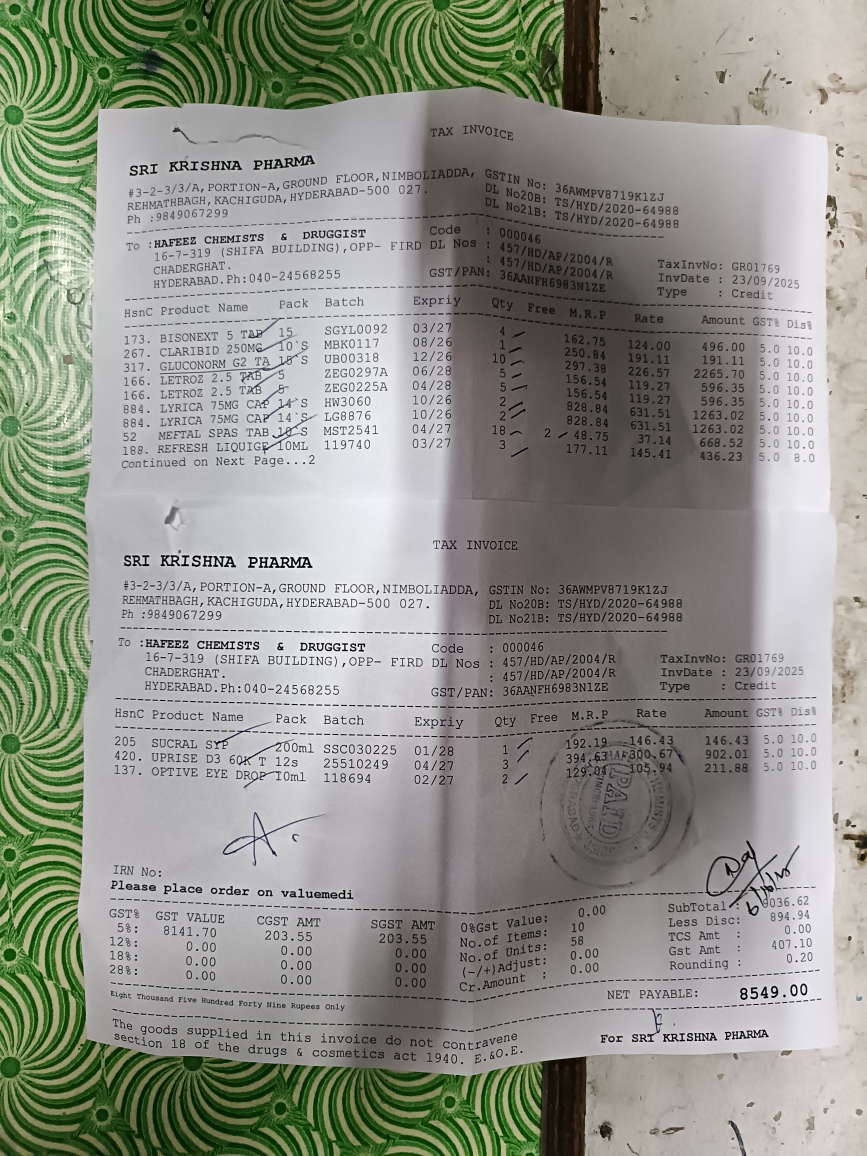 TAX INVOICE
SRI KRISHNA PHARMA
#3-2-3/3/A, PORTION-A, GROUND FLOOR, NIMBOLIADDA, GSTIN No: 36AWMPV8719K1ZJ
REHMATHBAGH, KACHIGUDA, HYDERABAD-500 027. DL No20B: TS/HYD/2020-64988
Ph :9849067299 DL No21B: TS/HYD/2020-64988
To :HAFEEZ CHEMISTS & DRUGGIST Code : 000046
16-7-319 (SHIFA BUILDING),OPP- FIRD DL Nos : 457/HD/AP/2004/R TaxInvNo: GR01769
CHADERGHAT. : 457/HD/AP/2004/R InvDate : 23/09/2025
HYDERABAD.Ph:040-24568255 GST/PAN: 36AANFH6983N1ZE Type : Credit
HsnC Product Name Pack Batch Expriy Qty Free M.R.P Rate Amount GST% Dis%
173. BISONEXT 5 TAB 15 SGYL0092 03/27 4 162.75 124.00 496.00 5.0 10.0
267. CLARIBID 250MG 10`S MBK0117 08/26 1 250.84 191.11 191.11 5.0 10.0
317. GLUCONORM G2 TA 15`S UB00318 12/26 10 297.38 226.57 2265.70 5.0 10.0
166. LETROZ 2.5 TAB 5 ZEG0297A 06/28 5 156.54 119.27 596.35 5.0 10.0
166. LETROZ 2.5 TAB 5 ZEG0225A 04/28 5 156.54 119.27 596.35 5.0 10.0
884. LYRICA 75MG CAP 14`S HW3060 10/26 2 828.84 631.51 1263.02 5.0 10.0
884. LYRICA 75MG CAP 14`S LG8876 10/26 2 828.84 631.51 1263.02 5.0 10.0
52 MEFTAL SPAS TAB 10`S MST2541 04/27 18 2 48.75 37.14 668.52 5.0 10.0
188. REFRESH LIQUIGE 10ML 119740 03/27 3 177.11 145.41 436.23 5.0 8.0
Continued on Next Page...2
TAX INVOICE
SRI KRISHNA PHARMA
#3-2-3/3/A, PORTION-A, GROUND FLOOR, NIMBOLIADDA, GSTIN No: 36AWMPV8719K1ZJ
REHMATHBAGH, KACHIGUDA, HYDERABAD-500 027. DL No20B: TS/HYD/2020-64988
Ph :9849067299 DL No21B: TS/HYD/2020-64988
To :HAFEEZ CHEMISTS & DRUGGIST Code : 000046
16-7-319 (SHIFA BUILDING),OPP- FIRD DL Nos : 457/HD/AP/2004/R TaxInvNo: GR01769
CHADERGHAT. : 457/HD/AP/2004/R InvDate : 23/09/2025
HYDERABAD.Ph:040-24568255 GST/PAN: 36AANFH6983N1ZE Type : Credit
HsnC Product Name Pack Batch Expriy Qty Free M.R.P Rate Amount GST% Dis%
205 SUCRAL SYP 200ml SSC030225 01/28 1 192.19 146.43 146.43 5.0 10.0
420. UPRISE D3 60K T 12s 25510249 04/27 3 394.63 300.67 902.01 5.0 10.0
137. OPTIVE EYE DROP 10ml 118694 02/27 2 129.04 105.94 211.88 5.0 10.0
PAID
IRN No:
Please place order on valuemedi
GST% GST VALUE CGST AMT SGST AMT 0%Gst Value: 0.00 SubTotal : 9036.62
5%: 8141.70 203.55 203.55 No.of Items: 10 Less Disc: 894.94
12%: 0.00 0.00 0.00 No.of Units: 58 TCS Amt : 0.00
18%: 0.00 0.00 0.00 (-/+)Adjust: 0.00 Gst Amt : 407.10
28%: 0.00 0.00 0.00 Cr.Amount : 0.00 Rounding : 0.20
Eight Thousand Five Hundred Forty Nine Rupees Only NET PAYABLE: 8549.00
The goods supplied in this invoice do not contravene
section 18 of the drugs & cosmetics act 1940. E.&O.E. For SRI KRISHNA PHARMA